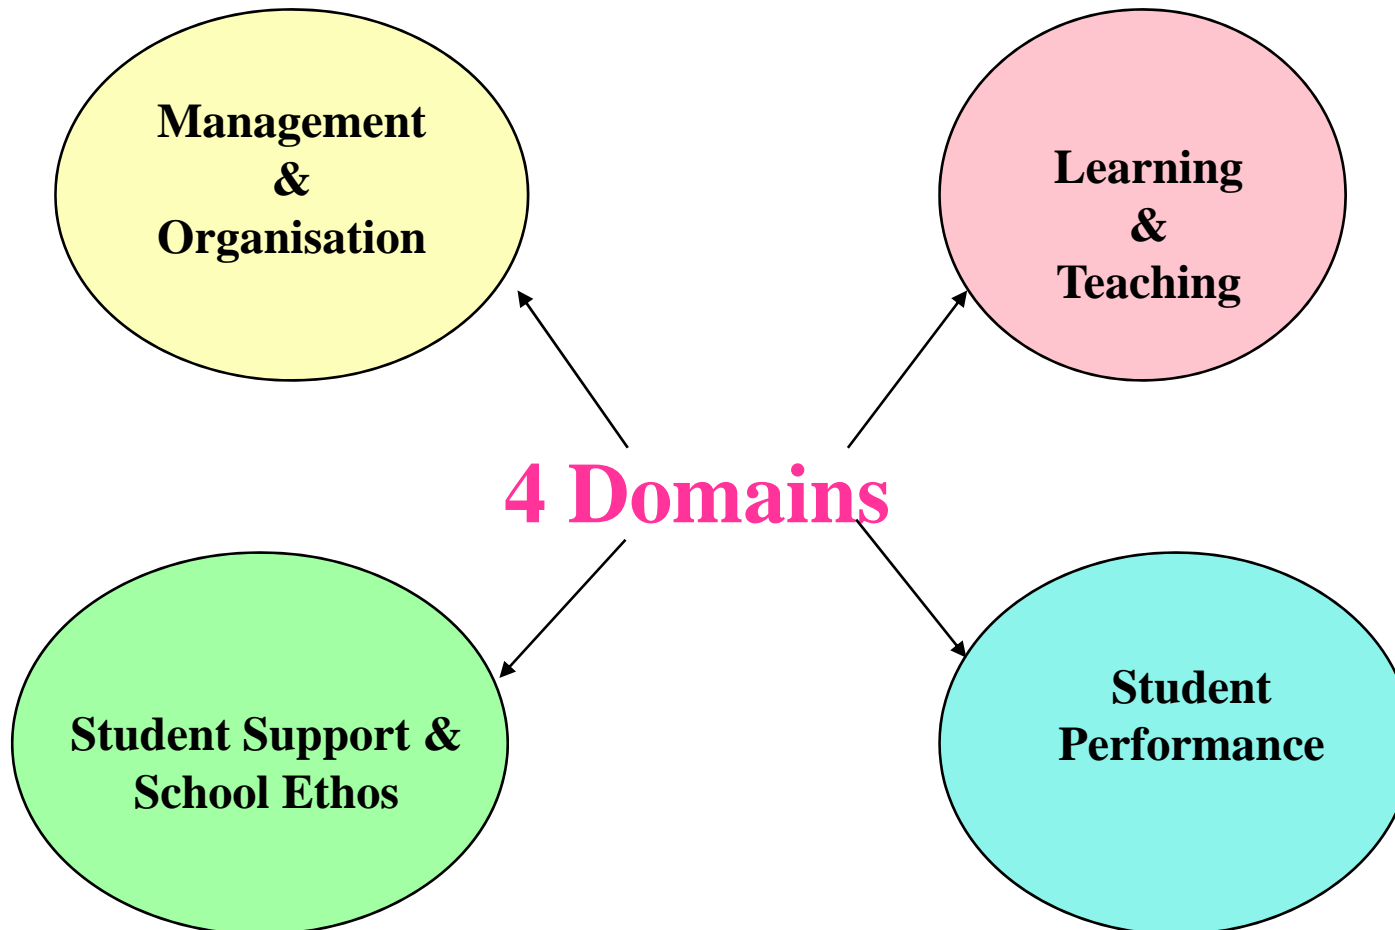 Management
&
Organisation
Learning
&
Teaching
4 Domains
Student Support &
School Ethos
Student
Performance